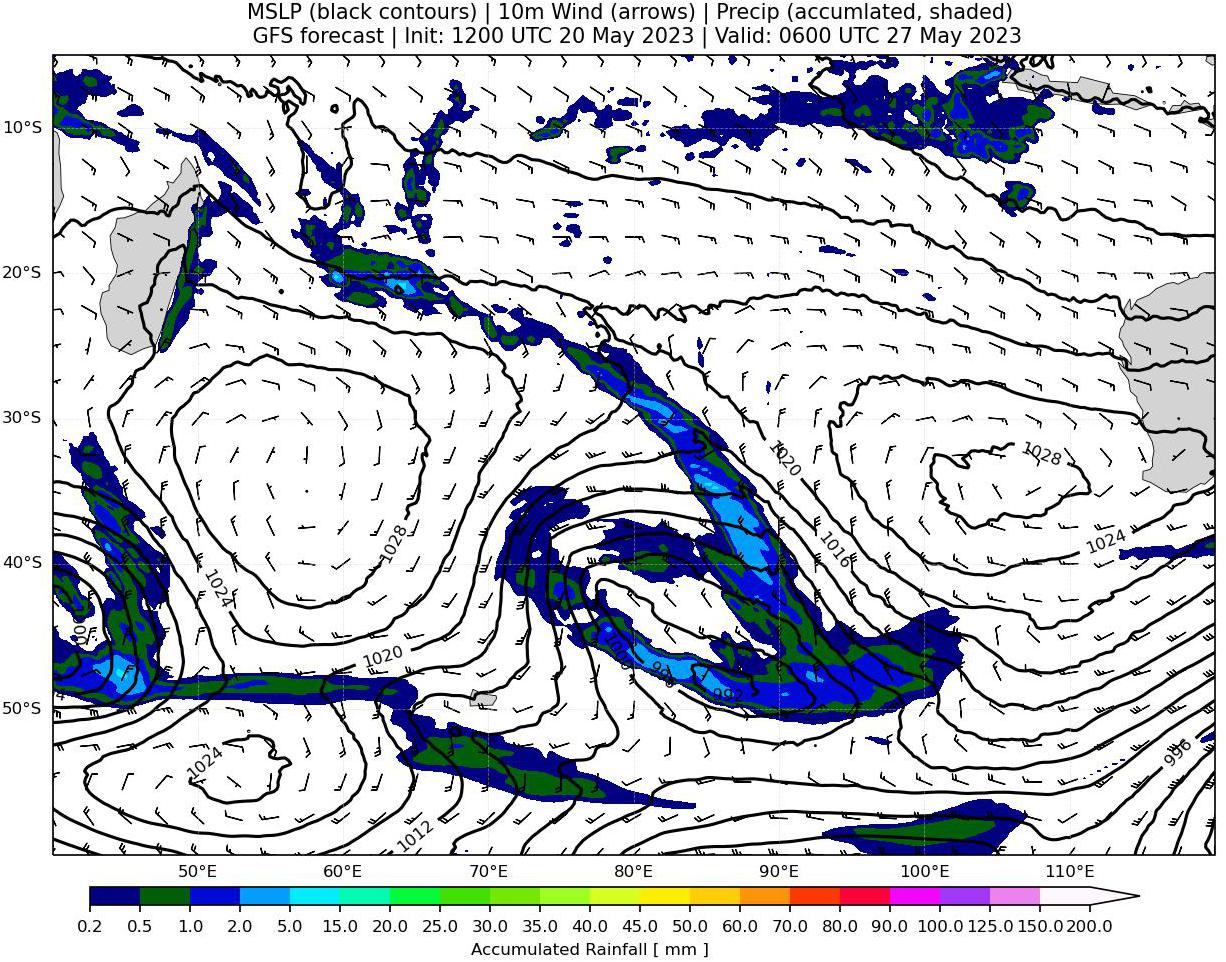 MSLP (black contours) | 10m Wind (arrows) | Precip (accumlated, shaded)
GFS forecast | Init: 1200 UTC 20 May 2023 | Valid: 0600 UTC 27 May 2023
10°S
20°S
30°S
40°S
50°S
1028
1020
1028
1016
1024
1024
1020
1000
996
992
1024
996
1012
50°E 60°E 70°E 80°E 90°E 100°E 110°E
0.2 0.5 1.0 2.0 5.0 15.0 20.0 25.0 30.0 35.0 40.0 45.0 50.0 60.0 70.0 80.0 90.0 100.0 125.0 150.0 200.0
Accumulated Rainfall [ mm ]